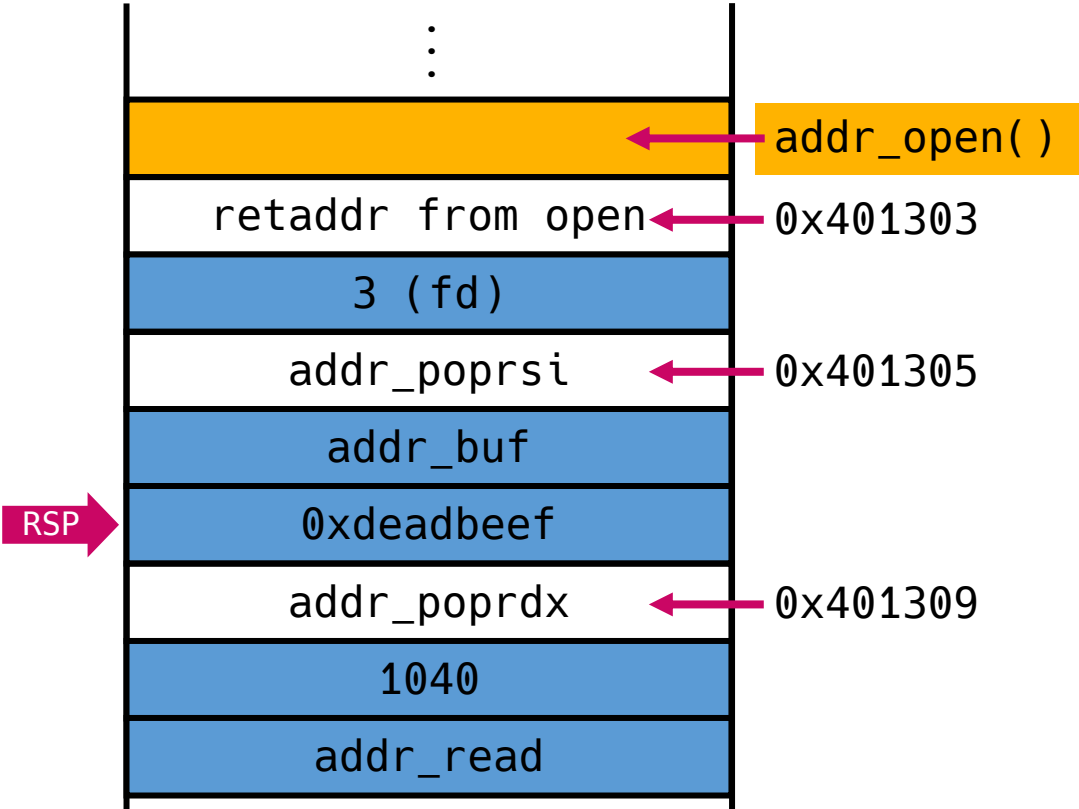 ⋮
addr_open()
retaddr from open
0x401303
3 (fd)
addr_poprsi
0x401305
addr_buf
RSP
0xdeadbeef
addr_poprdx
0x401309
1040
addr_read